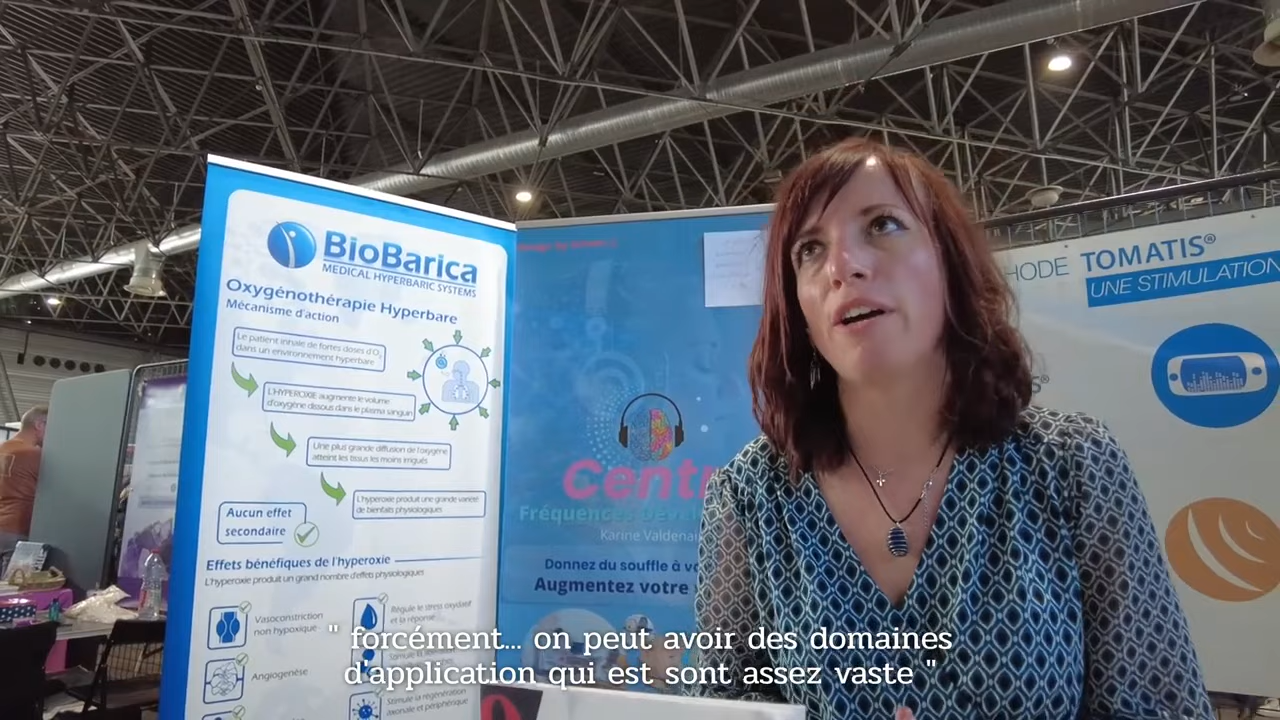 BioBarica
MEDICAL HYPERBARIC SYSTEMS
Oxygénothérapie Hyperbare
Mécanisme d'action
Le patient inhale de fortes doses d'O2
dans un environnement hyperbare
L'HYPEROXIE augmente le volume
d'oxygène dissous dans le plasma sanguin
Une plus grande diffusion de l'oxygène
atteint les tissus les moins irrigués
L'hyperoxie produit une grande variété
de bienfaits physiologiques
Aucun effet
secondaire
Effets bénéfiques de l'hyperoxie
L'hyperoxie produit un grand nombre d'effets physiologiques
Vasoconstriction
non hypoxique
Régule le stress oxydatif
et la réponse
Angiogenèse
Stimule la régénération
axonale et périphérique
Centr
Fréquences
Karine Valdenai
Donnez du souffle à vo
Augmentez votre
HODE TOMATIS®
UNE STIMULATION
" forcément... on peut avoir des domaines
d'application qui est sont assez vaste "